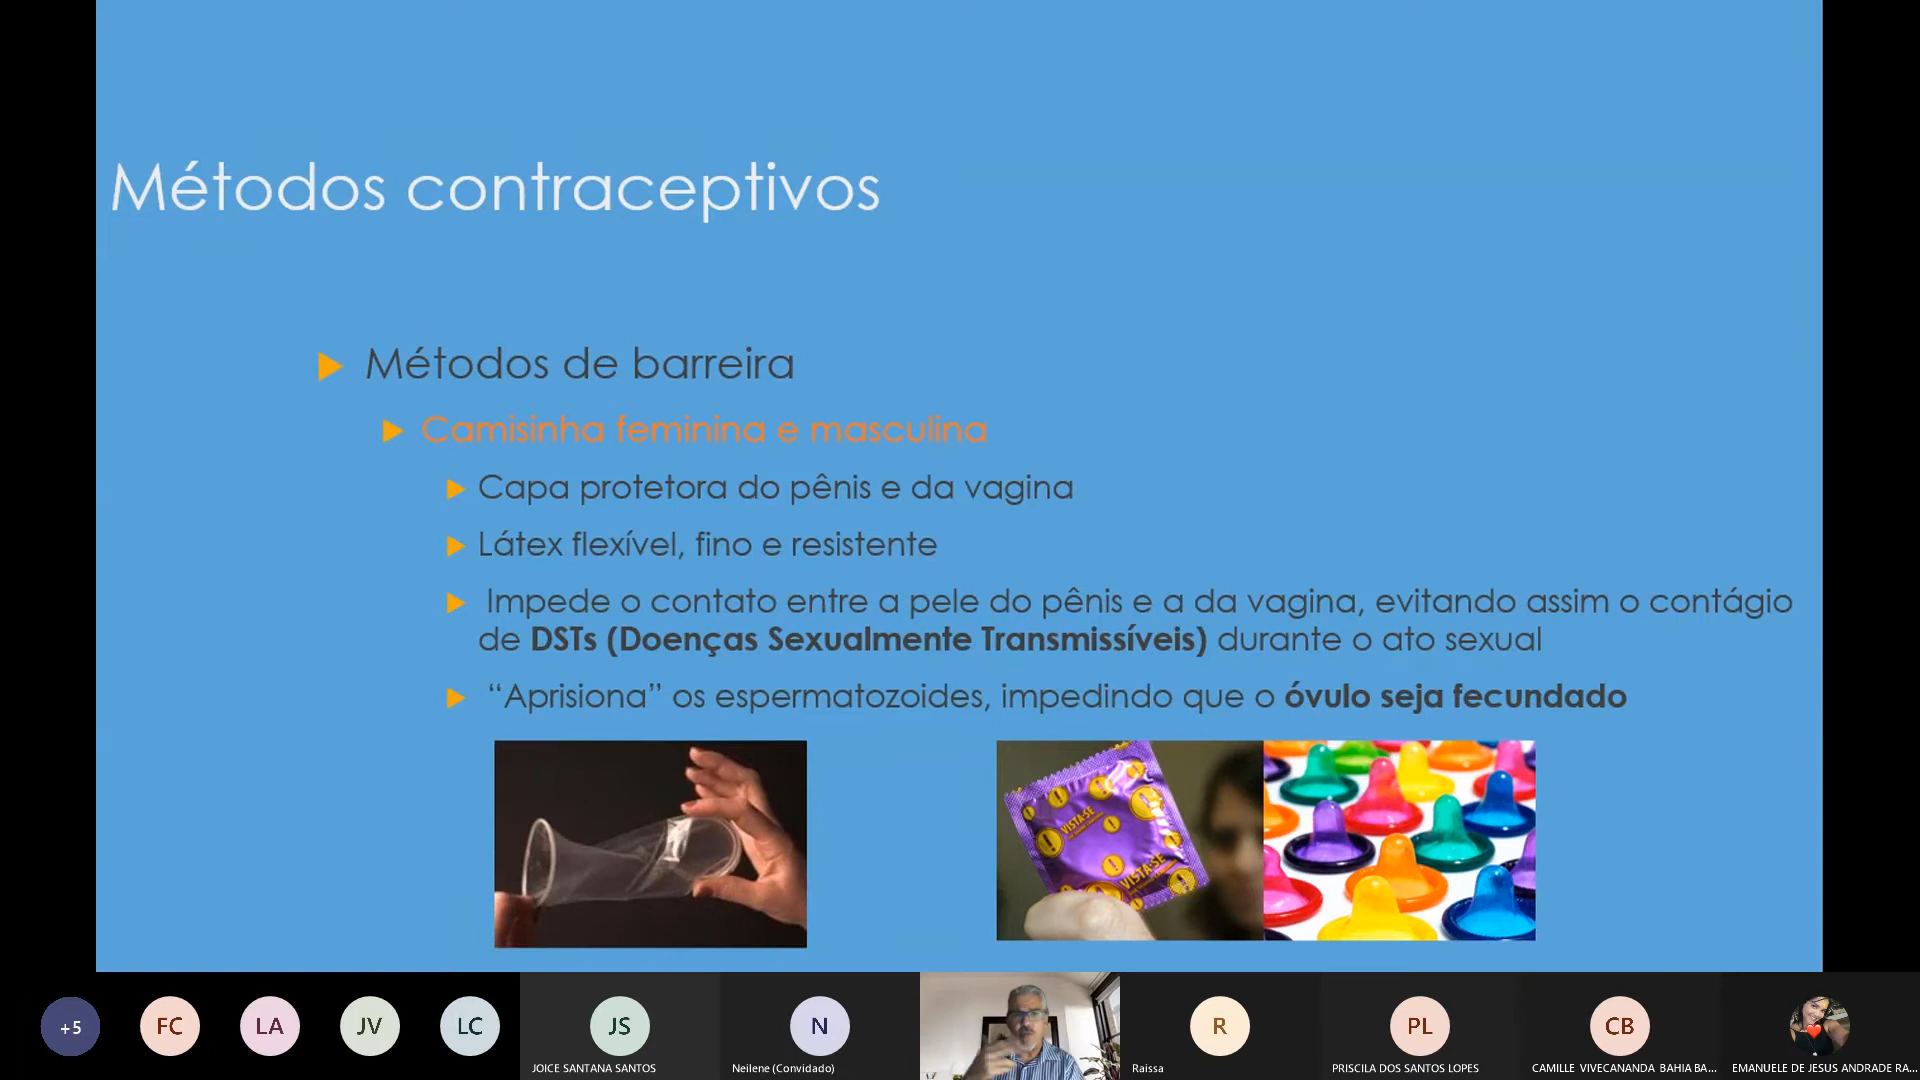 Métodos contraceptivos
Métodos de barreira
Camisinha feminina e masculina
Capa protetora do pênis e da vagina
Látex flexível, fino e resistente
Impede o contato entre a pele do pênis e a da vagina, evitando assim o contágio
de DSTs (Doenças Sexualmente Transmissíveis) durante o ato sexual
“Aprisiona” os espermatozoides, impedindo que o óvulo seja fecundado
VISTA-SE
VISTA-SE
+5
FC
LA
JV
LC
JS
N
R
PL
CB
JOICE SANTANA SANTOS
Neilene (Convidado)
Raissa
PRISCILA DOS SANTOS LOPES
CAMILLE VIVECANANDA BAHIA BA...
EMANUELE DE JESUS ANDRADE RA...